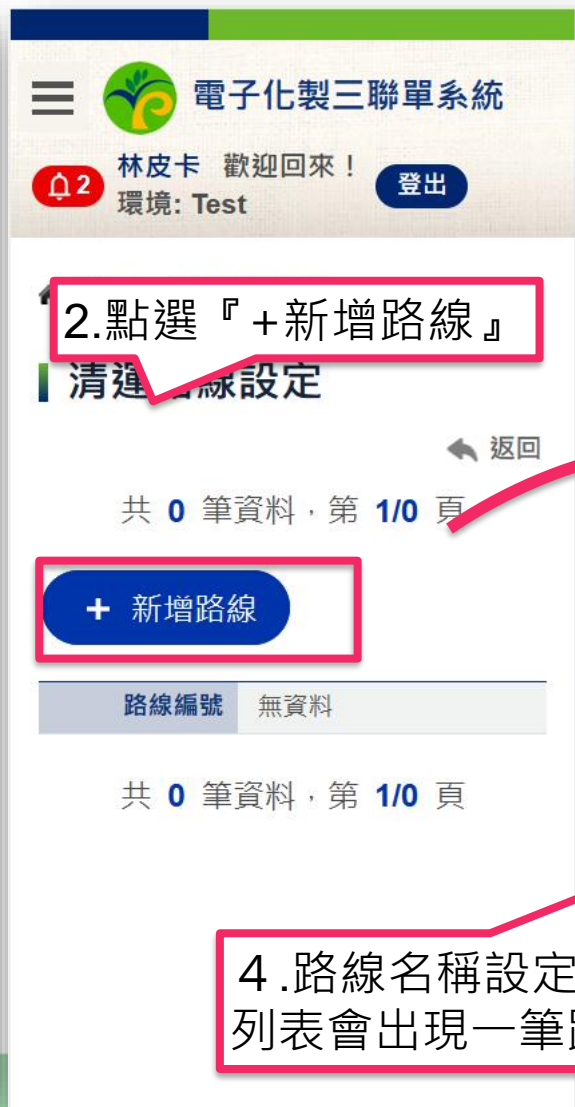 電子化製三聯單系統
2
林皮卡 歡迎回來！
環境: Test
登出
2.點選『+新增路線』
清運路線設定
返回
共 0 筆資料，第 1/0 頁
+ 新增路線
路線編號 無資料
共 0 筆資料，第 1/0 頁
４.路線名稱設定
列表會出現一筆